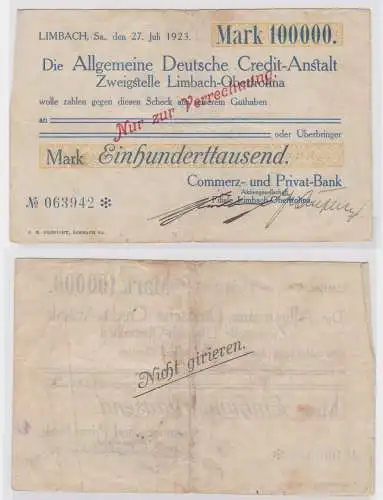 LIMBACH, Sa., den 27. Juli 1923.
Mark 100000.
Die Allgemeine Deutsche Credit-Anstalt
Zweigstelle Limbach-Oberfrohna
wolle zahlen gegen diesen Scheck aus unserem Guthaben
an
oder Überbringer
Nur zur Verrechnung.
Mark Einhunderttausend.
Commerz- und Privat-Bank
Aktiengesellschaft
Filiale Limbach-Oberfrohna
№ 063942 ✻
Nicht girieren.